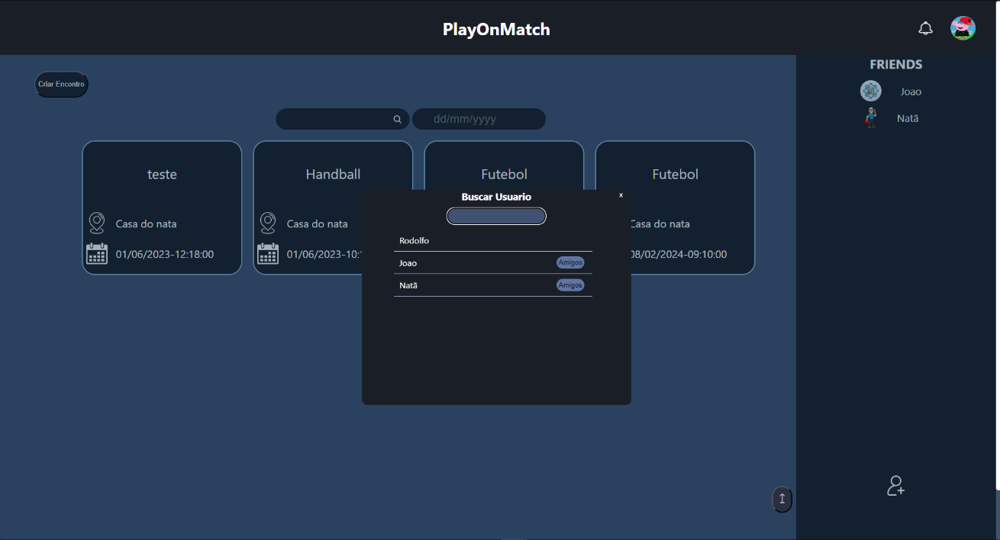 PlayOnMatch
FRIENDS
Joao
Natã
Criar Encontro
dd/mm/yyyy
teste
Casa do nata
01/06/2023-12:18:00
Handball
Casa do nata
01/06/2023-10:
Futebol
Futebol
Casa do nata
08/02/2024-09:10:00
Buscar Usuario
x
Rodolfo
Joao Amigos
Natã Amigos